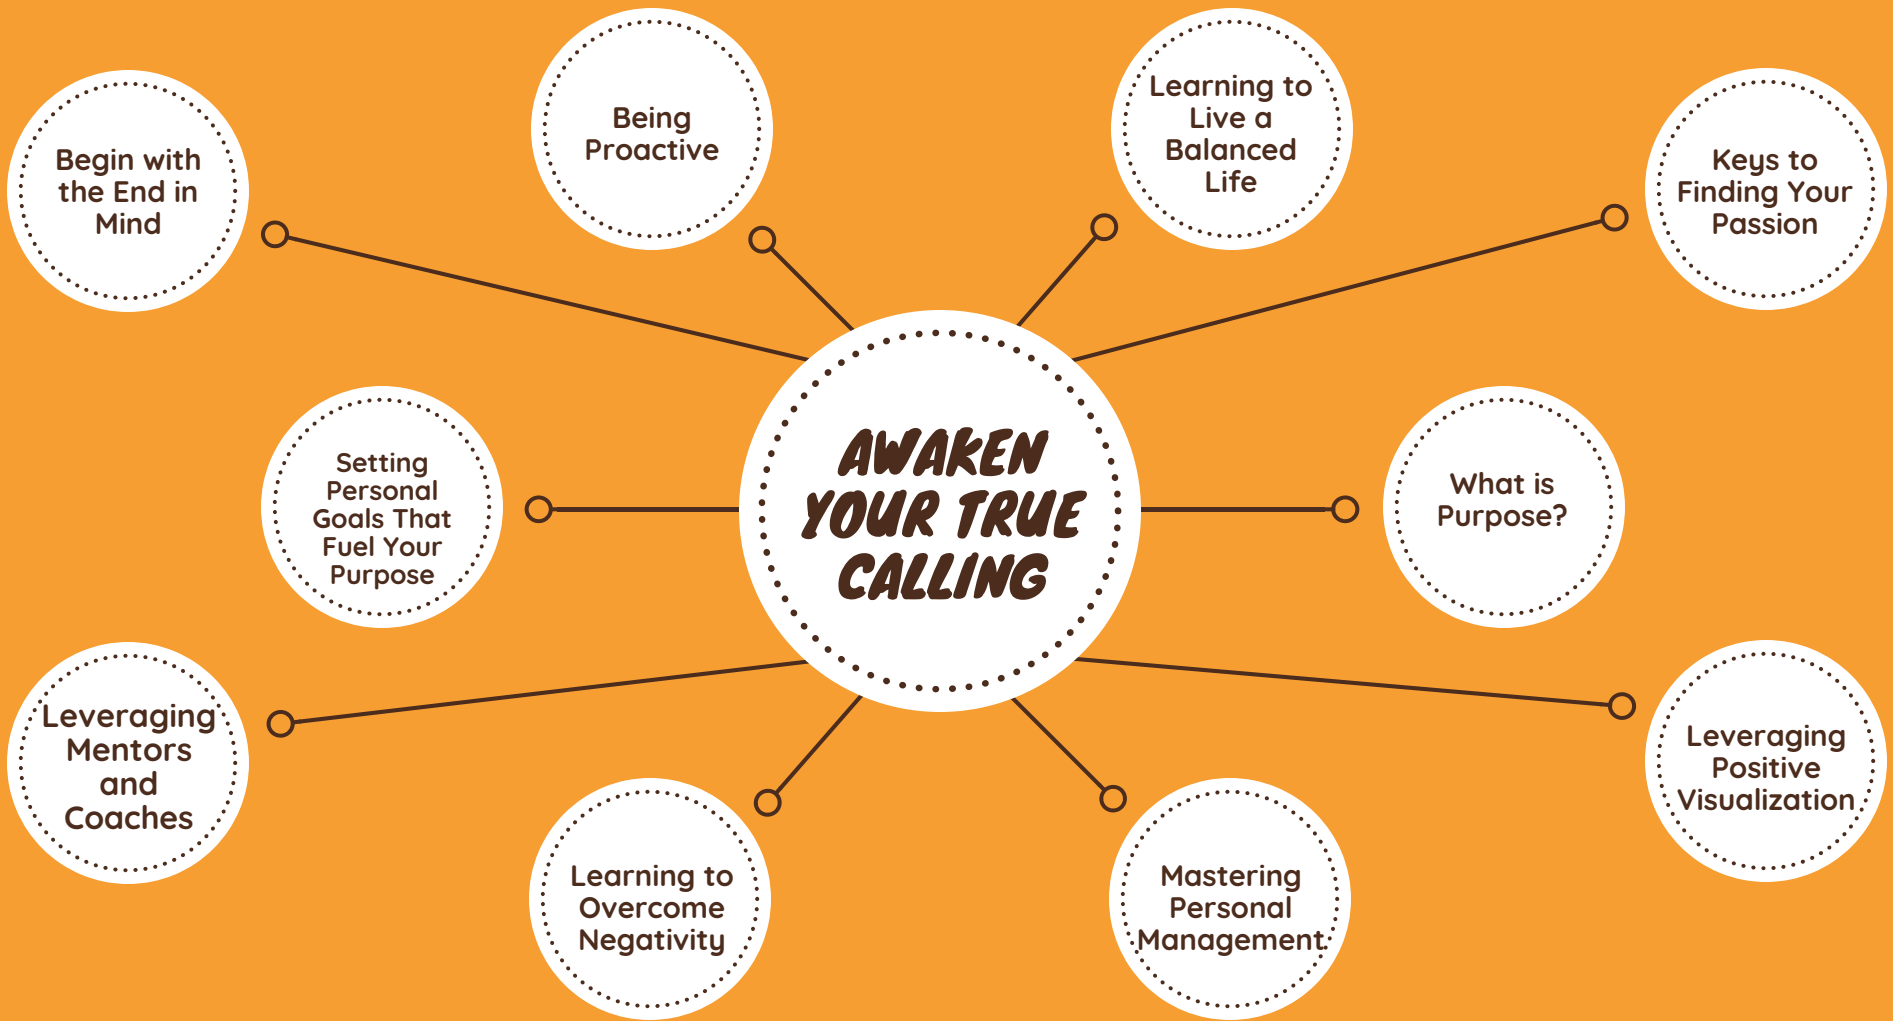 Begin with
the End in
Mind
Being
Proactive
Learning to
Live a
Balanced
Life
Keys to
Finding Your
Passion
Setting
Personal
Goals That
Fuel Your
Purpose
AWAKEN
YOUR TRUE
CALLING
What is
Purpose?
Leveraging
Mentors
and
Coaches
Learning to
Overcome
Negativity
Mastering
Personal
Management
Leveraging
Positive
Visualization